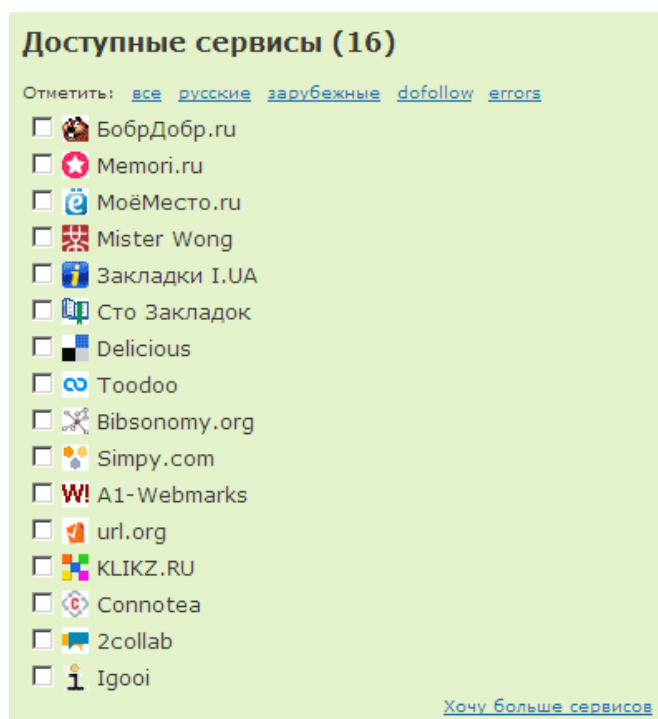 Доступные сервисы (16)
Отметить: все русские зарубежные dofollow errors
БобрДобр.ru
Memori.ru
МоёМесто.ru
Mister Wong
Закладки I.UA
Сто Закладок
Delicious
Toodoo
Bibsonomy.org
Simpy.com
W! A1-Webmarks
url.org
KLIKZ.RU
Connotea
2collab
Igooi
Хочу больше сервисов